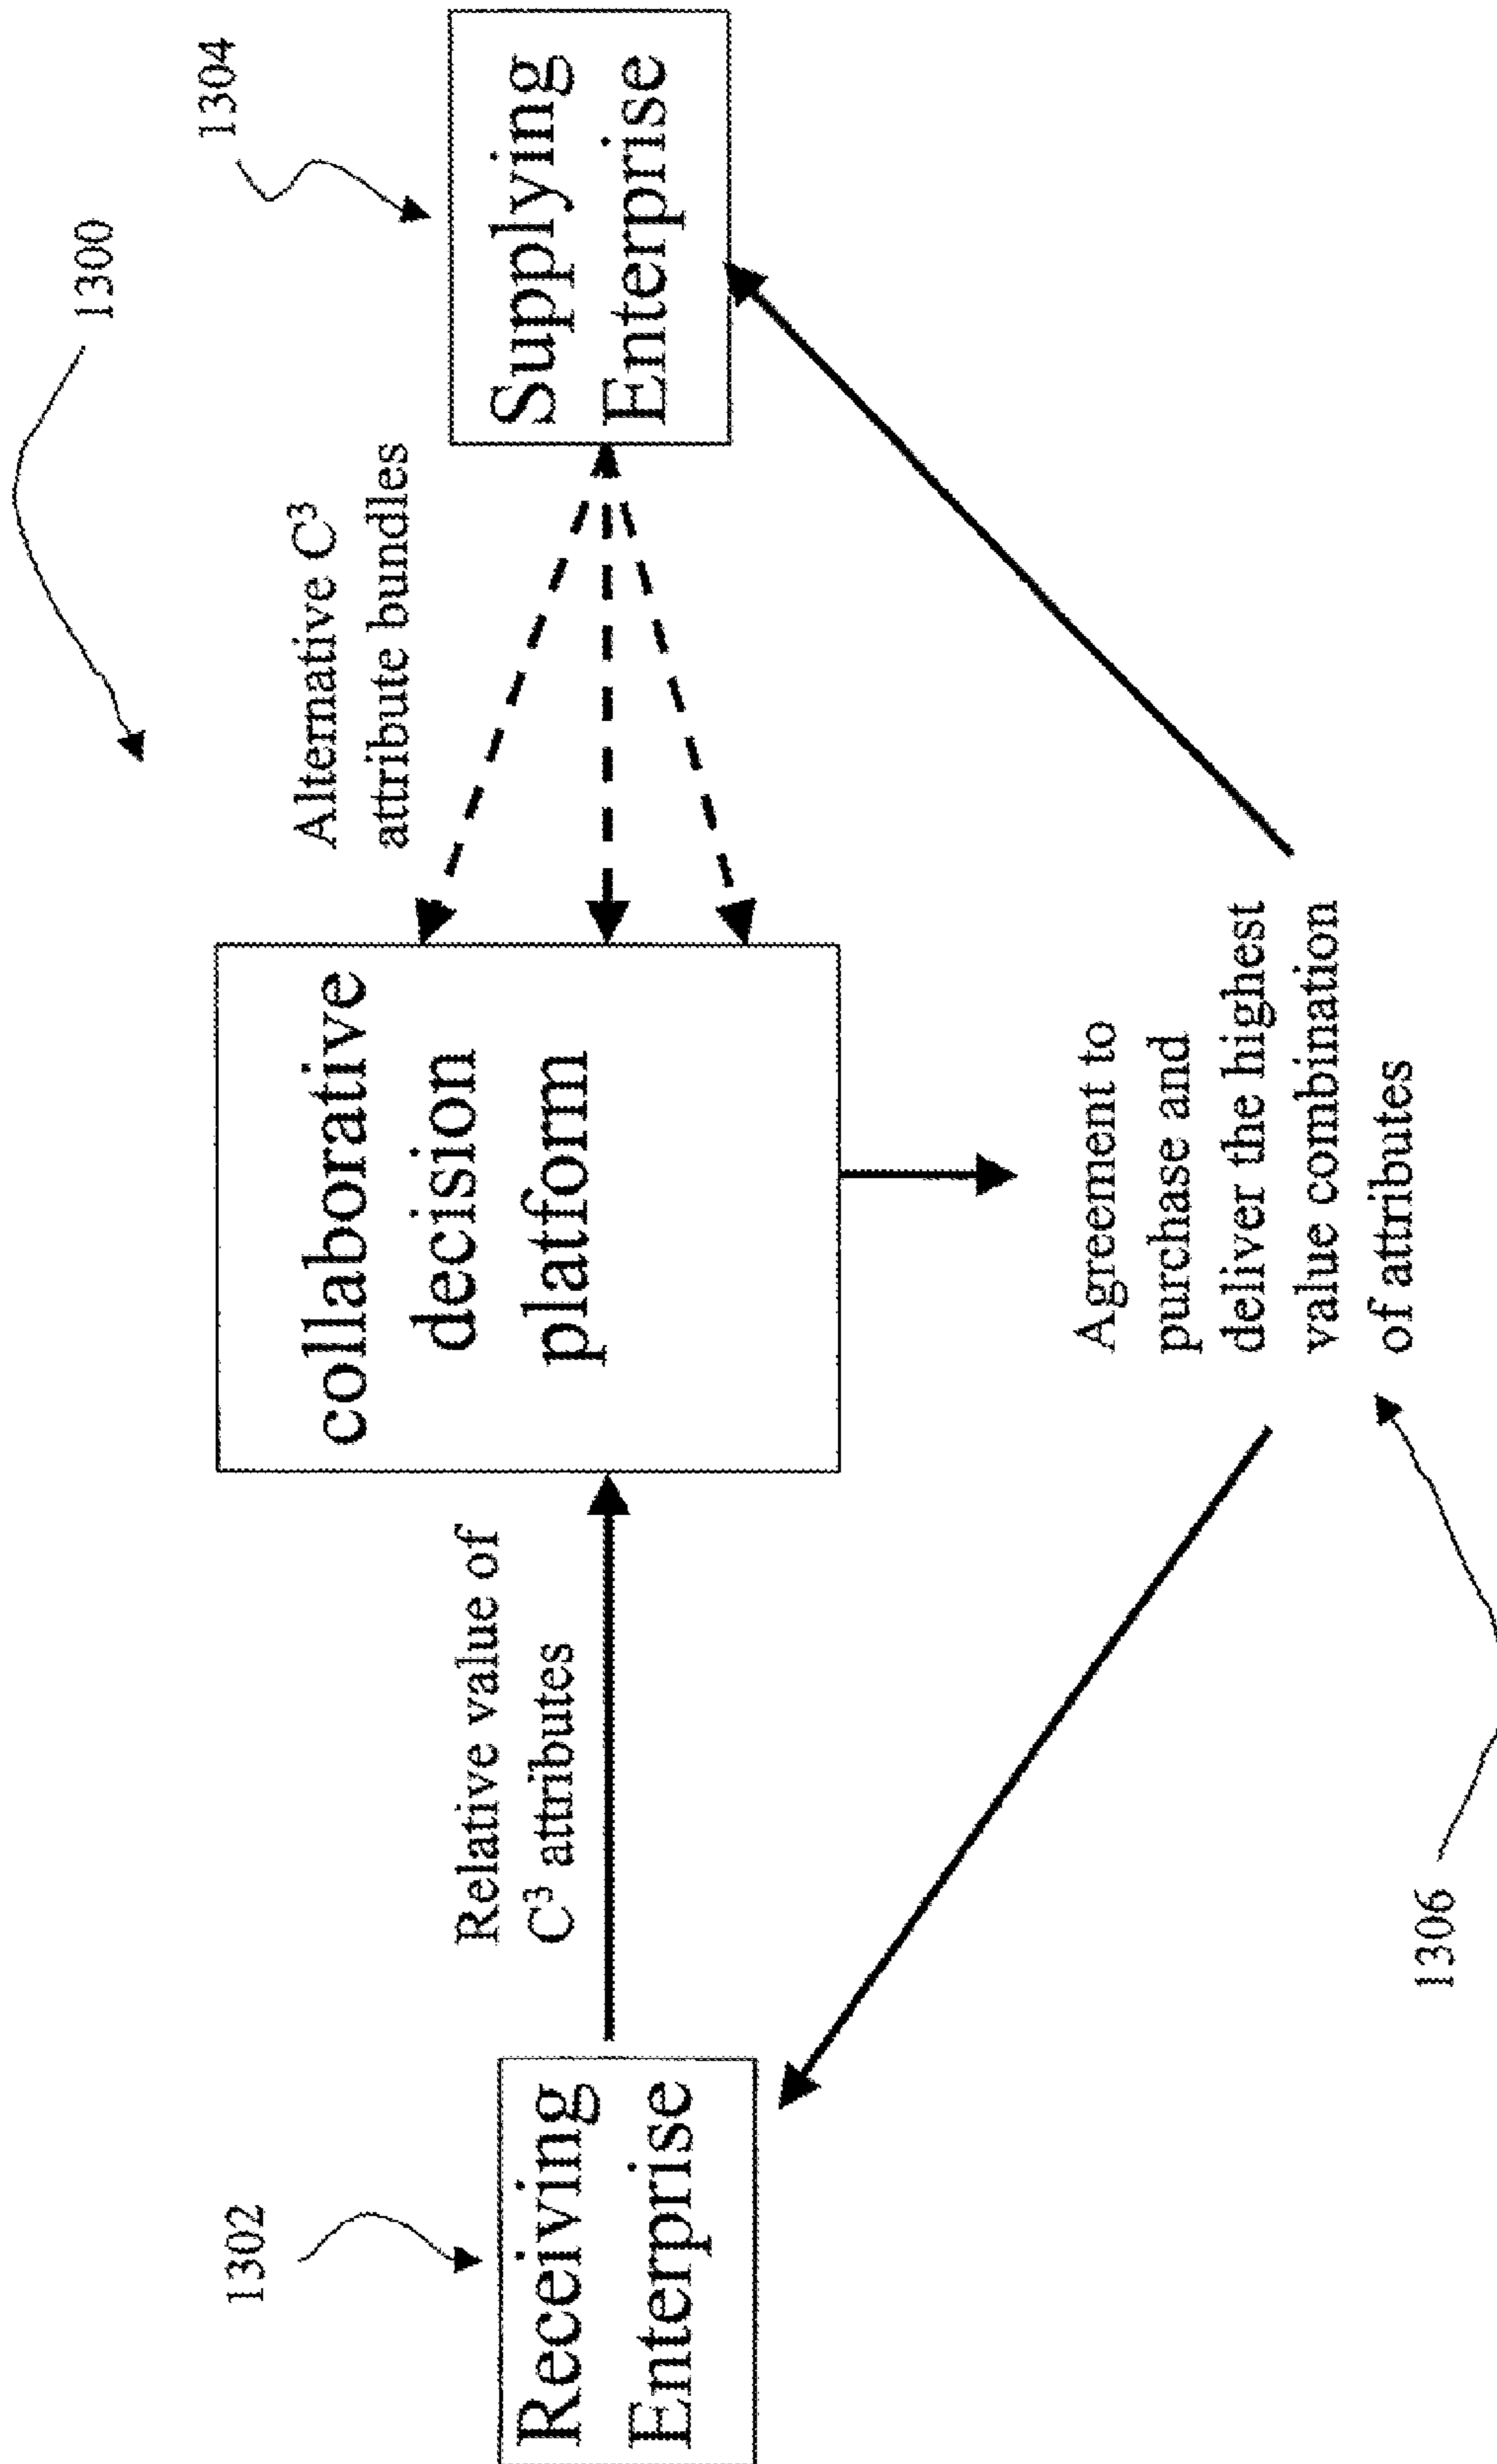 1300
1304
Alternative C³
attribute bundles
Supplying
Enterprise
collaborative
decision
platform
1302
Relative value of
C³ attributes
Receiving
Enterprise
Agreement to
purchase and
deliver the highest
value combination
of attributes
1306